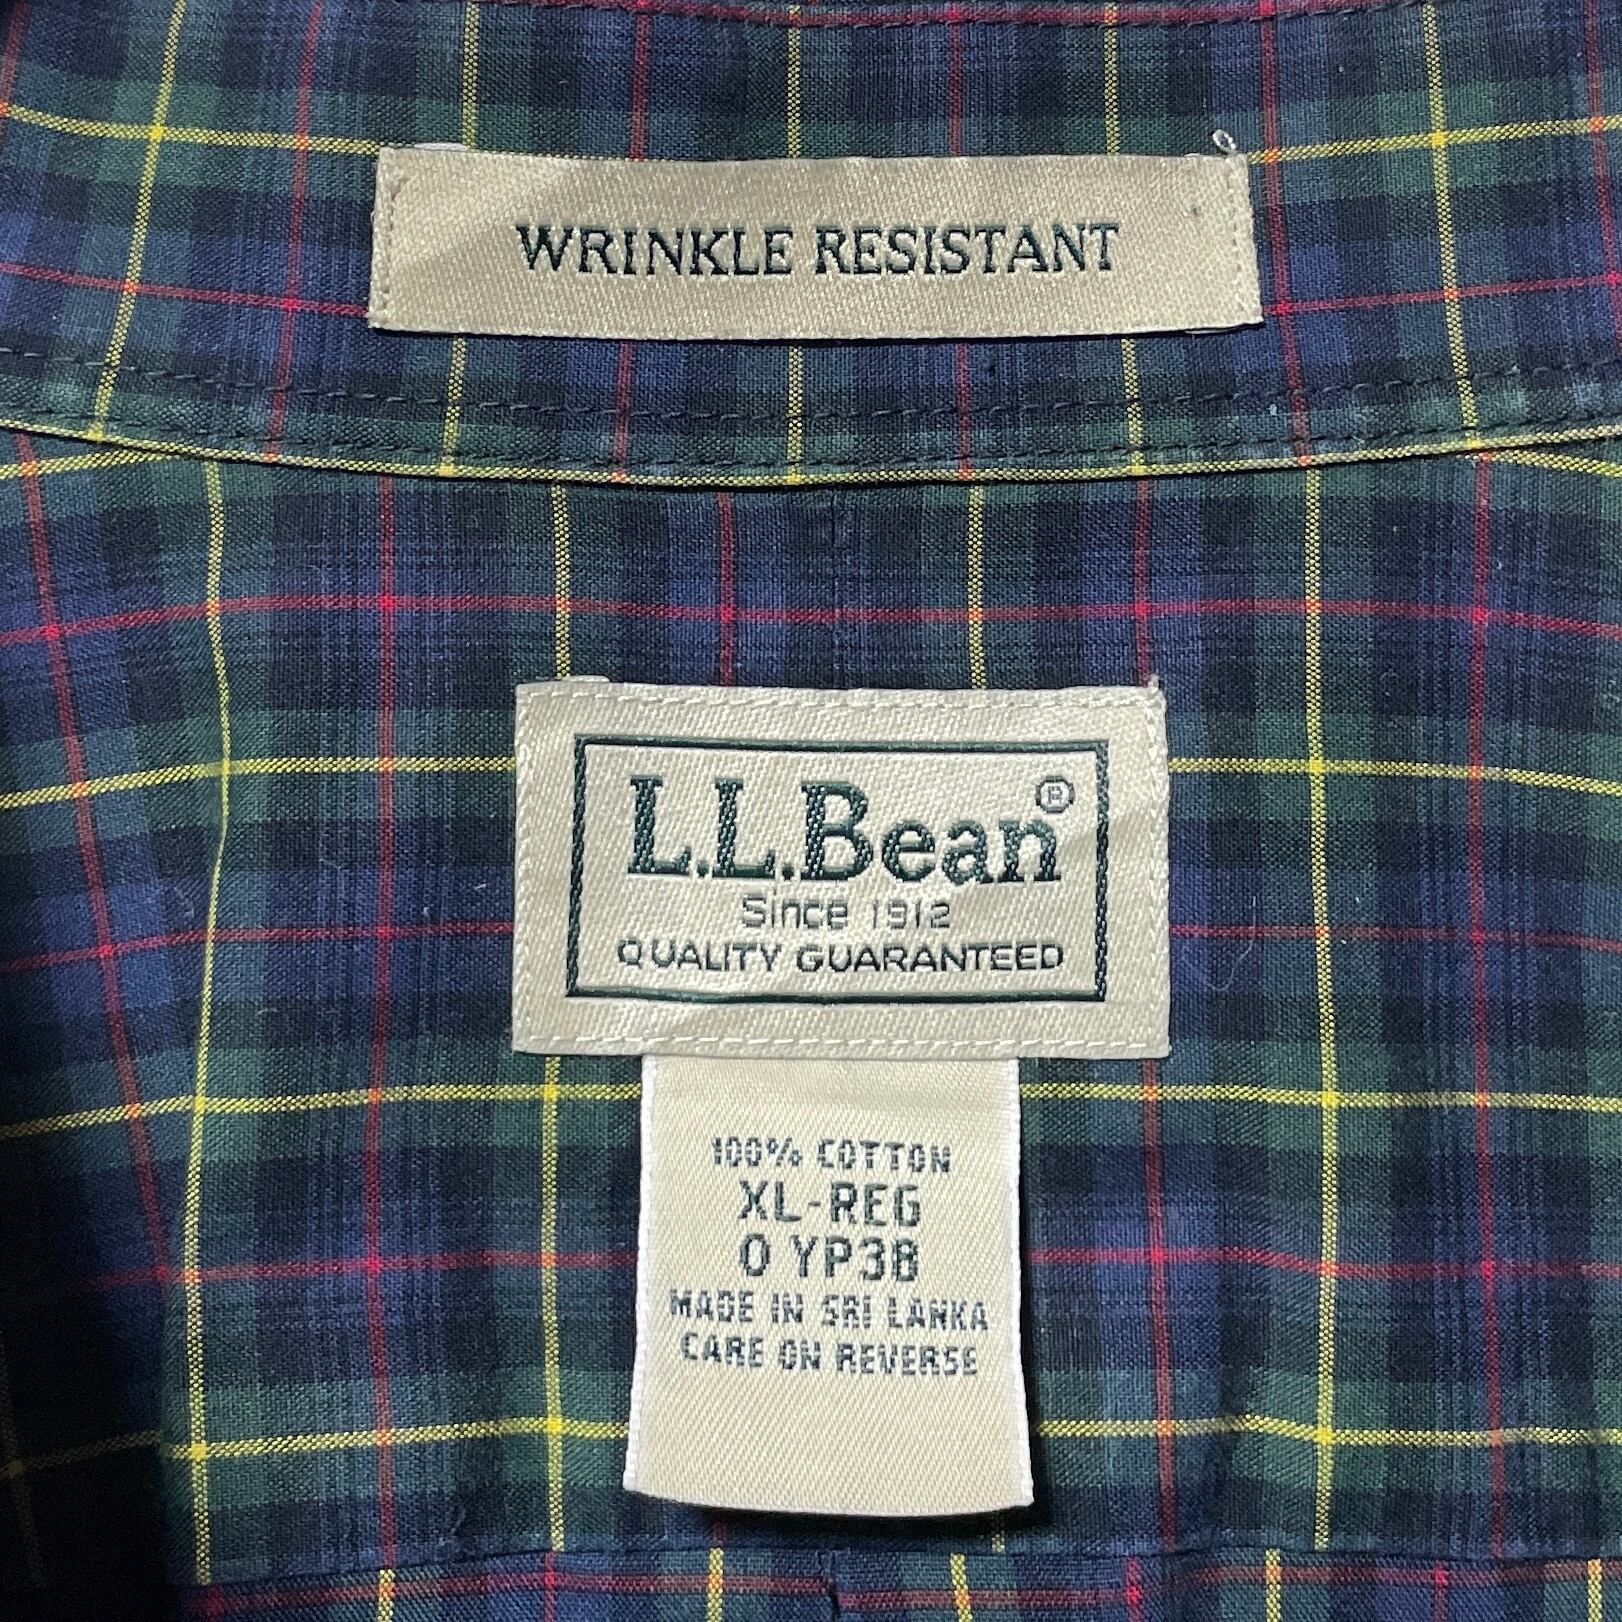 WRINKLE RESISTANT
L.L.Bean®
Since 1912
QUALITY GUARANTEED
100% COTTON
XL-REG
0 YP3B
MADE IN SRI LANKA
CARE ON REVERSE